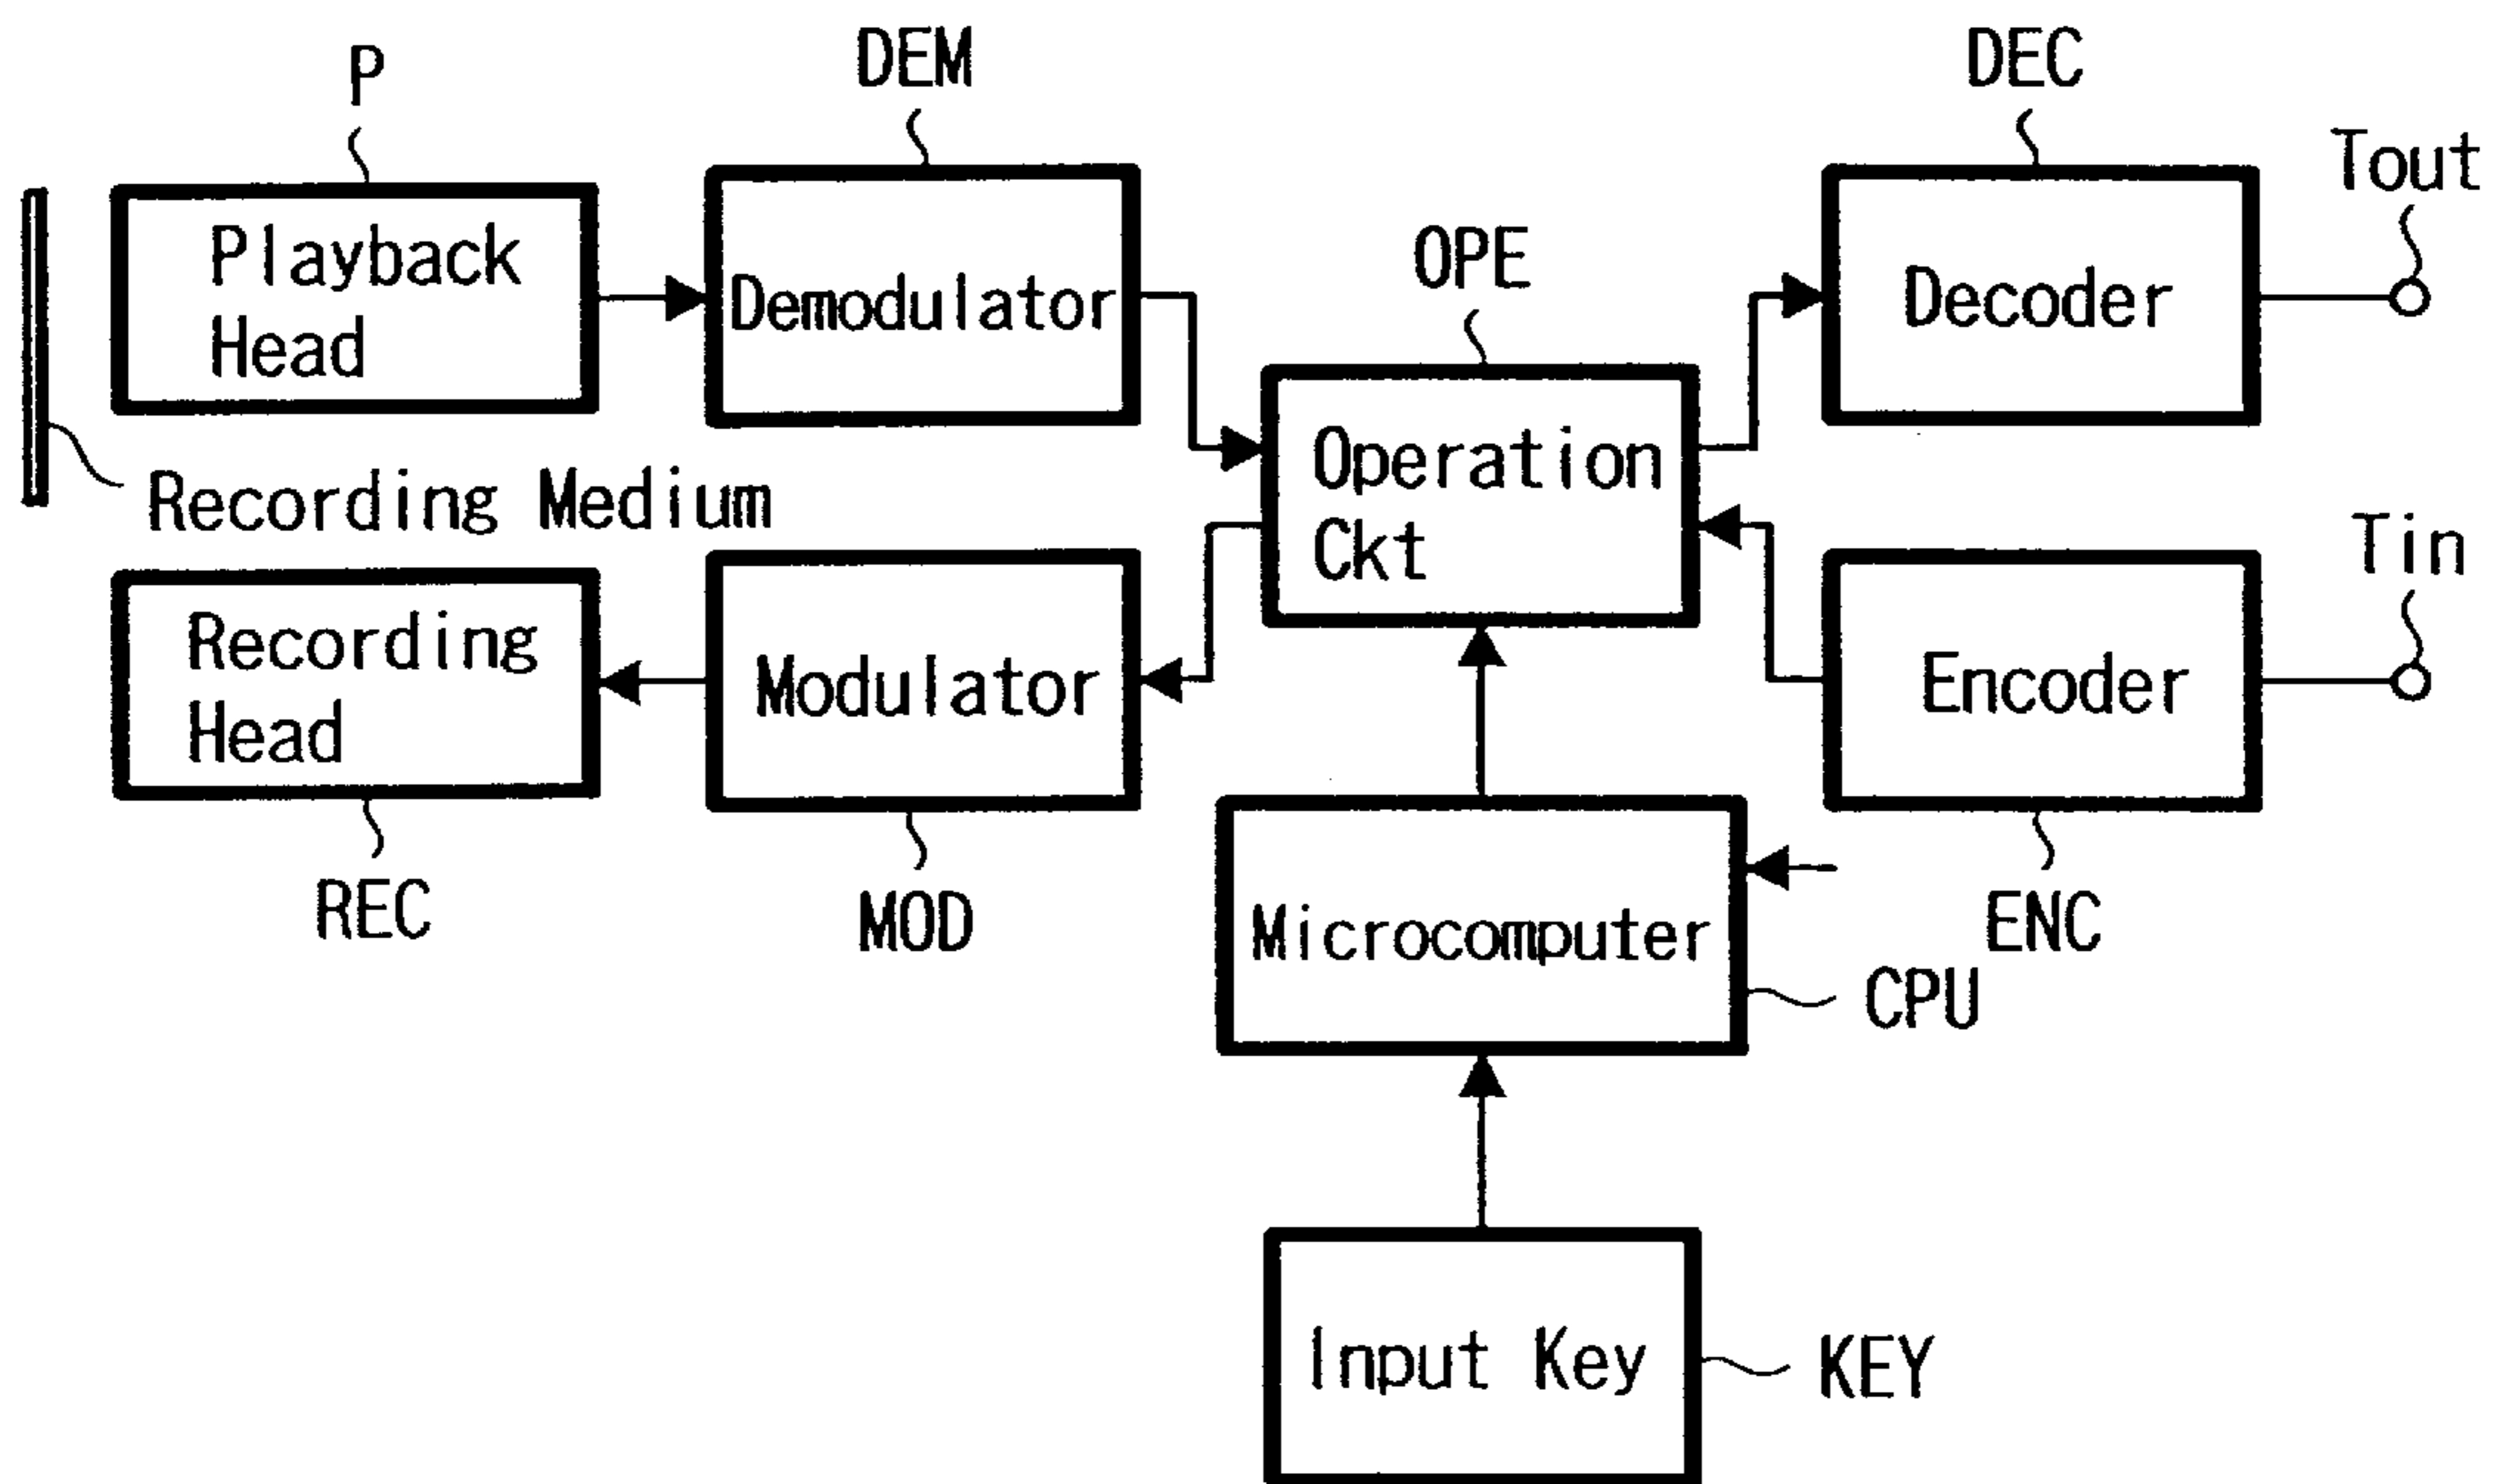 P
DEM
DEC
Tout
Playback
Head
Demodulator
OPE
Decoder
Operation
Ckt
Recording Medium
Tin
Recording
Head
Modulator
Encoder
REC
MOD
Microcomputer
ENC
CPU
Input Key
KEY